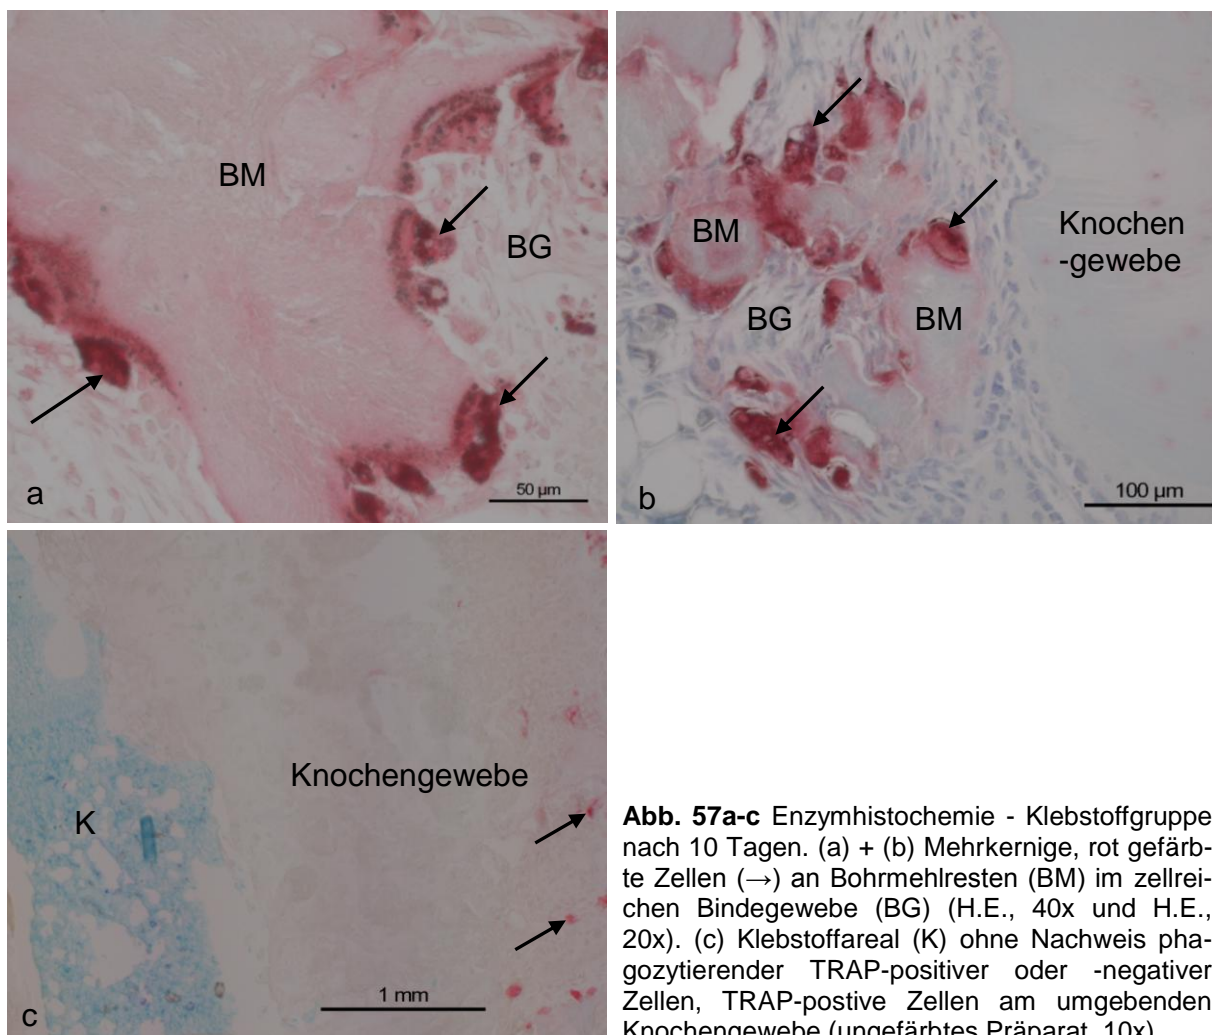 BM
BG
a
50 µm
BM
Knochen
-gewebe
BG
BM
b
100 µm
Knochengewebe
K
1 mm
c
Abb. 57a-c Enzymhistochemie - Klebstoffgruppe
nach 10 Tagen. (a) + (b) Mehrkernige, rot gefärb-
te Zellen (→) an Bohrmehlresten (BM) im zellrei-
chen Bindegewebe (BG) (H.E., 40x und H.E.,
20x). (c) Klebstoffareal (K) ohne Nachweis pha-
gozytierender TRAP-positiver oder -negativer
Zellen, TRAP-postive Zellen am umgebenden
Knochengewebe (ungefärbtes Präparat, 10x)